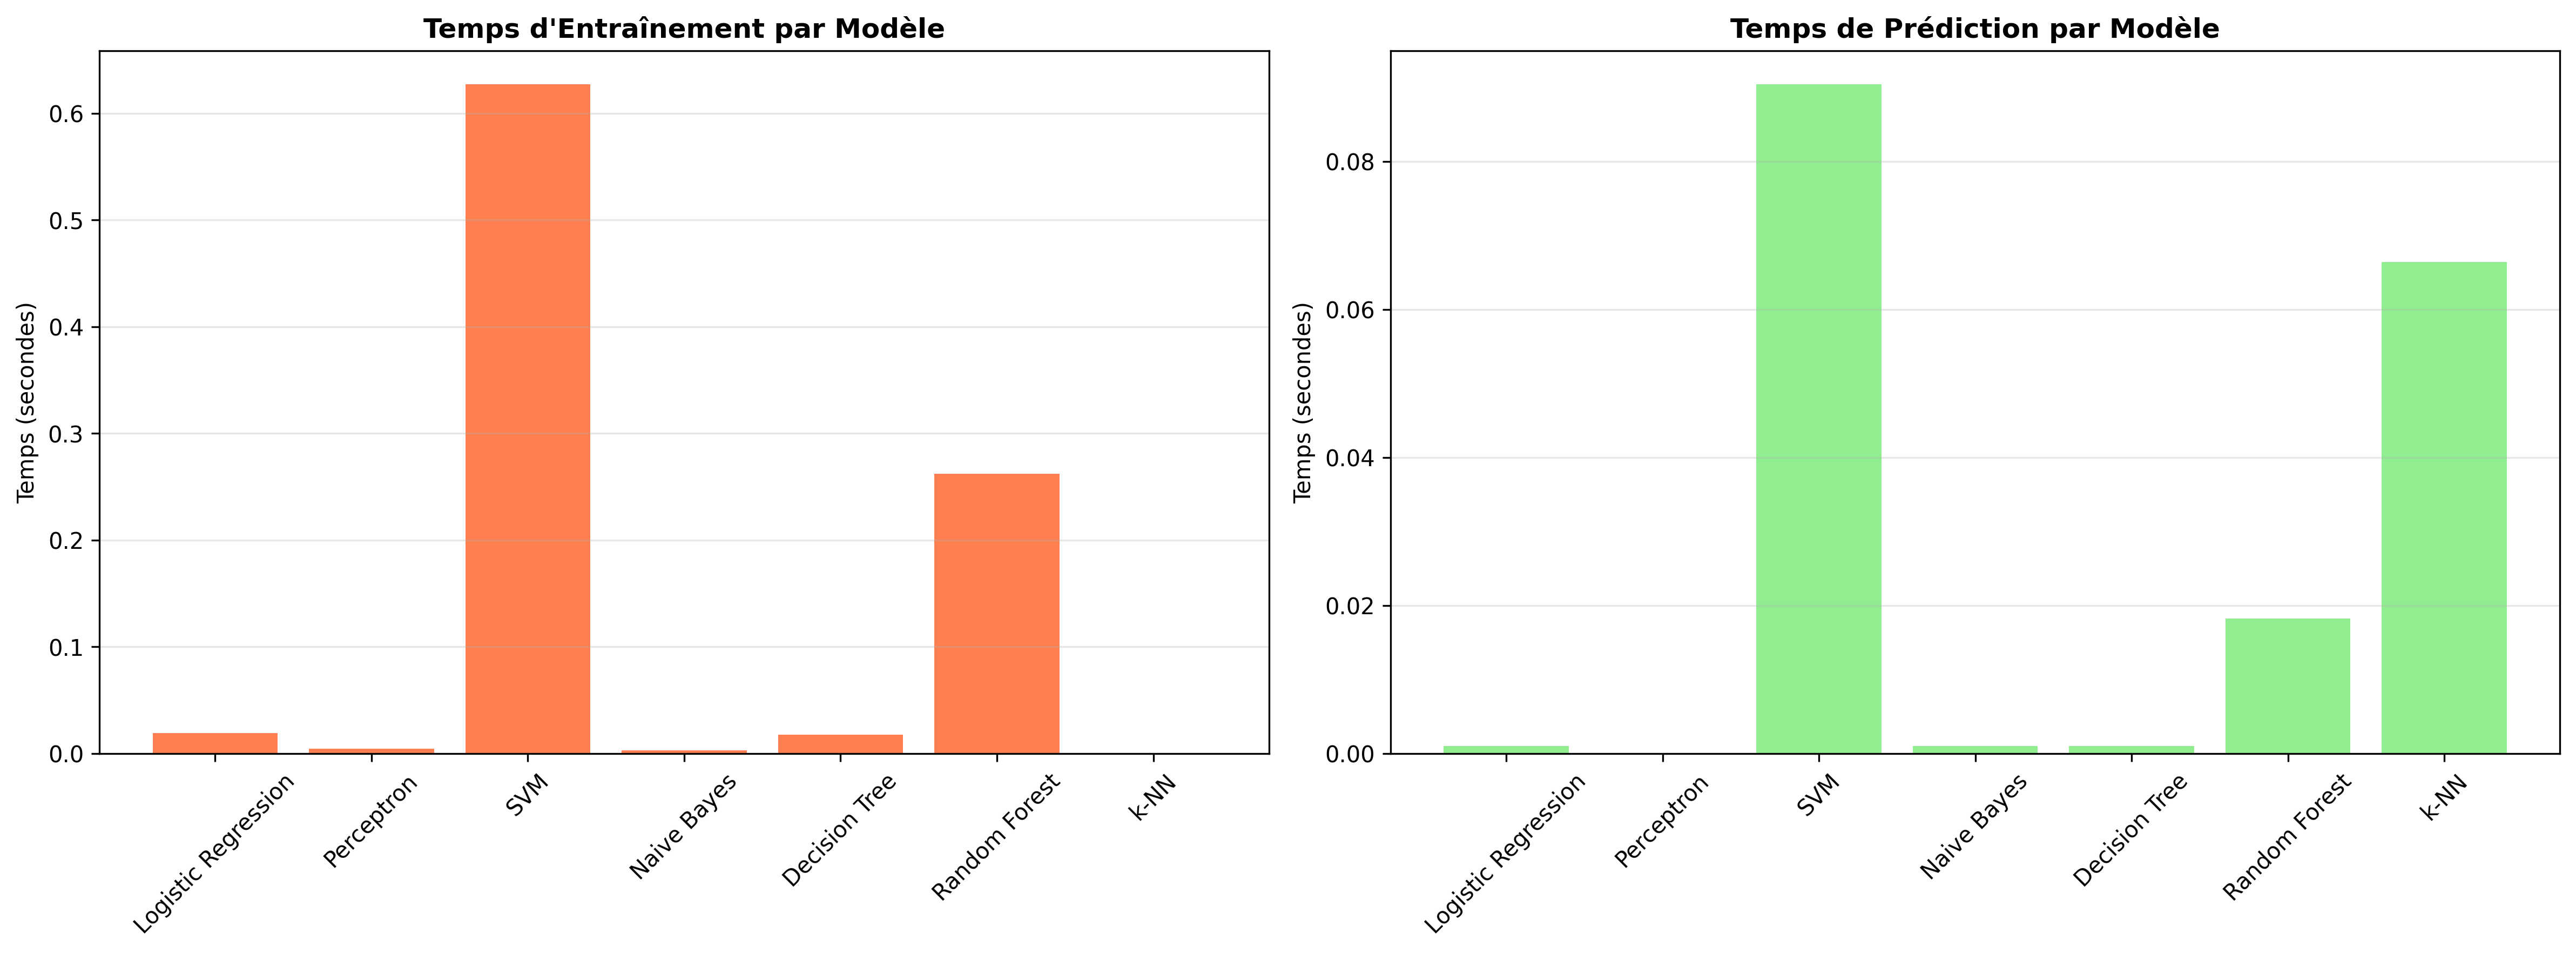 Temps d'Entraînement par Modèle
Temps (secondes)
0.6
0.5
0.4
0.3
0.2
0.1
0.0
Logistic Regression
Perceptron
SVM
Naive Bayes
Decision Tree
Random Forest
k-NN
Temps de Prédiction par Modèle
Temps (secondes)
0.08
0.06
0.04
0.02
0.00
Logistic Regression
Perceptron
SVM
Naive Bayes
Decision Tree
Random Forest
k-NN